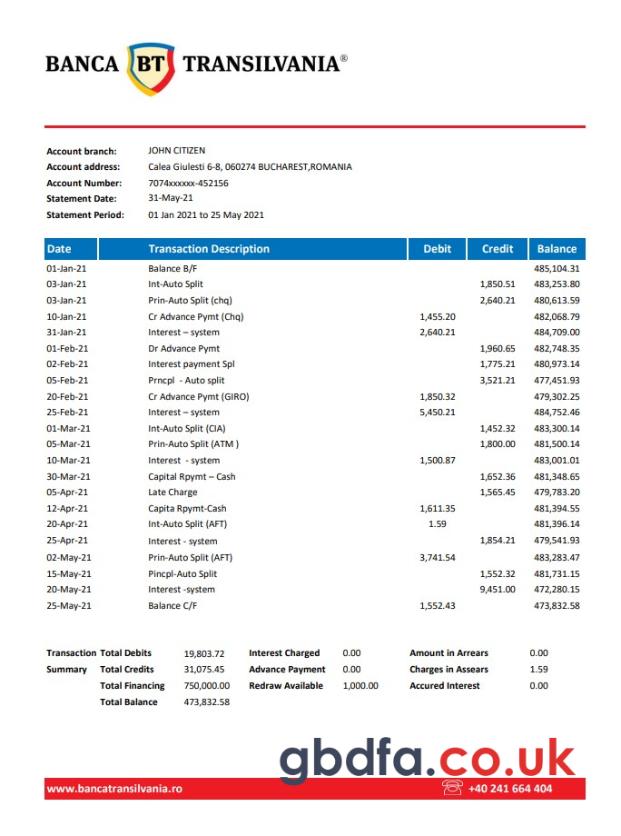 BANCA BT TRANSILVANIA®
Account branch: JOHN CITIZEN
Account address: Calea Giulesti 6-8, 060274 BUCHAREST,ROMANIA
Account Number: 7074xxxxxx-452156
Statement Date: 31-May-21
Statement Period: 01 Jan 2021 to 25 May 2021
Date Transaction Description Debit Credit Balance
01-Jan-21 Balance B/F 485,104.31
03-Jan-21 Int-Auto Split 1,850.51 483,253.80
03-Jan-21 Prin-Auto Split (chq) 2,640.21 480,613.59
10-Jan-21 Cr Advance Pymt (Chq) 1,455.20 482,068.79
31-Jan-21 Interest – system 2,640.21 484,709.00
01-Feb-21 Dr Advance Pymt 1,960.65 482,748.35
02-Feb-21 Interest payment Spl 1,775.21 480,973.14
05-Feb-21 Prncpl - Auto split 3,521.21 477,451.93
20-Feb-21 Cr Advance Pymt (GIRO) 1,850.32 479,302.25
25-Feb-21 Interest – system 5,450.21 484,752.46
01-Mar-21 Int-Auto Split (CIA) 1,452.32 483,300.14
05-Mar-21 Prin-Auto Split (ATM ) 1,800.00 481,500.14
10-Mar-21 Interest - system 1,500.87 483,001.01
30-Mar-21 Capital Rpymt – Cash 1,652.36 481,348.65
05-Apr-21 Late Charge 1,565.45 479,783.20
12-Apr-21 Capita Rpymt-Cash 1,611.35 481,394.55
20-Apr-21 Int-Auto Split (AFT) 1.59 481,396.14
25-Apr-21 Interest - system 1,854.21 479,541.93
02-May-21 Prin-Auto Split (AFT) 3,741.54 483,283.47
15-May-21 Pincpl-Auto Split 1,552.32 481,731.15
20-May-21 Interest -system 9,451.00 472,280.15
25-May-21 Balance C/F 1,552.43 473,832.58
Transaction Total Debits 19,803.72 Interest Charged 0.00 Amount in Arrears 0.00
Summary Total Credits 31,075.45 Advance Payment 0.00 Charges in Assears 1.59
Total Financing 750,000.00 Redraw Available 1,000.00 Accured Interest 0.00
Total Balance 473,832.58
gbdfa.co.uk
www.bancatransilvania.ro +40 241 664 404